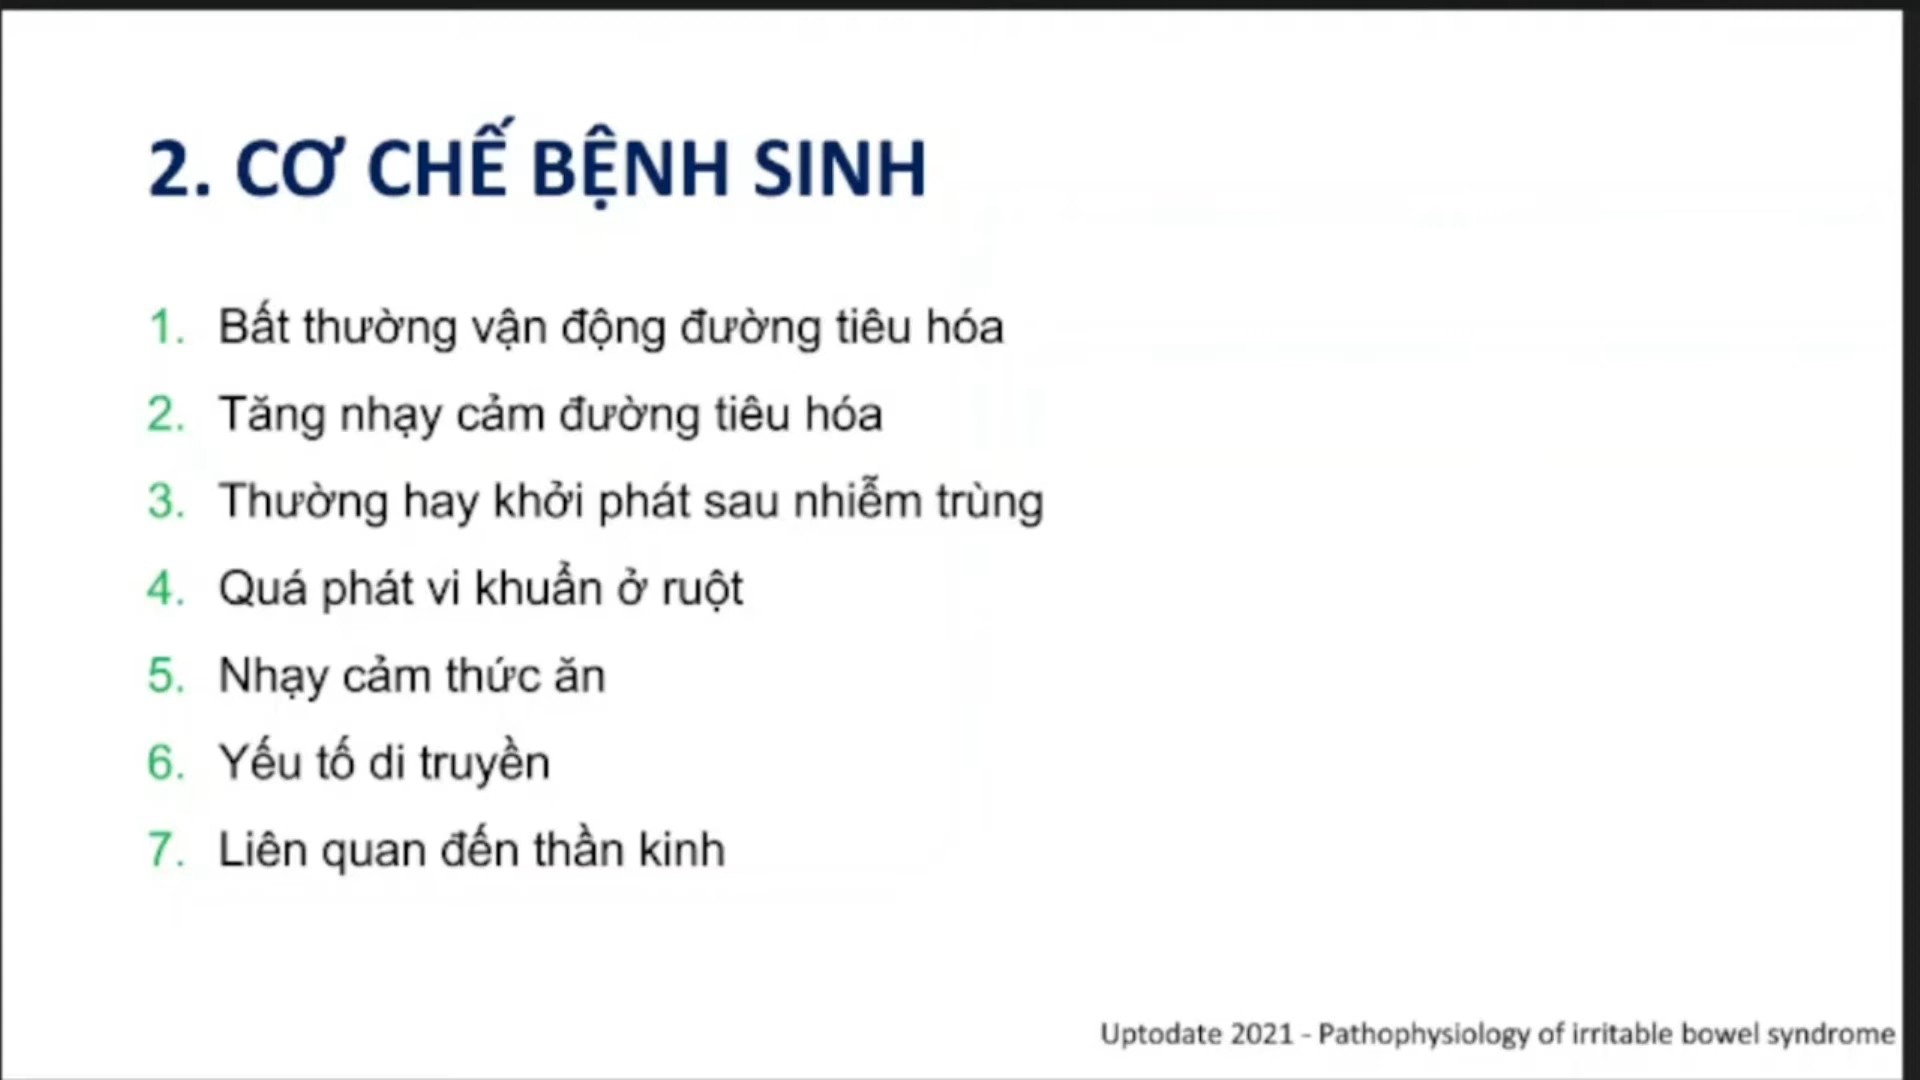 2. CƠ CHẾ BỆNH SINH
1. Bất thường vận động đường tiêu hóa
2. Tăng nhạy cảm đường tiêu hóa
3. Thường hay khởi phát sau nhiễm trùng
4. Quá phát vi khuẩn ở ruột
5. Nhạy cảm thức ăn
6. Yếu tố di truyền
7. Liên quan đến thần kinh
Uptodate 2021 - Pathophysiology of irritable bowel syndrome